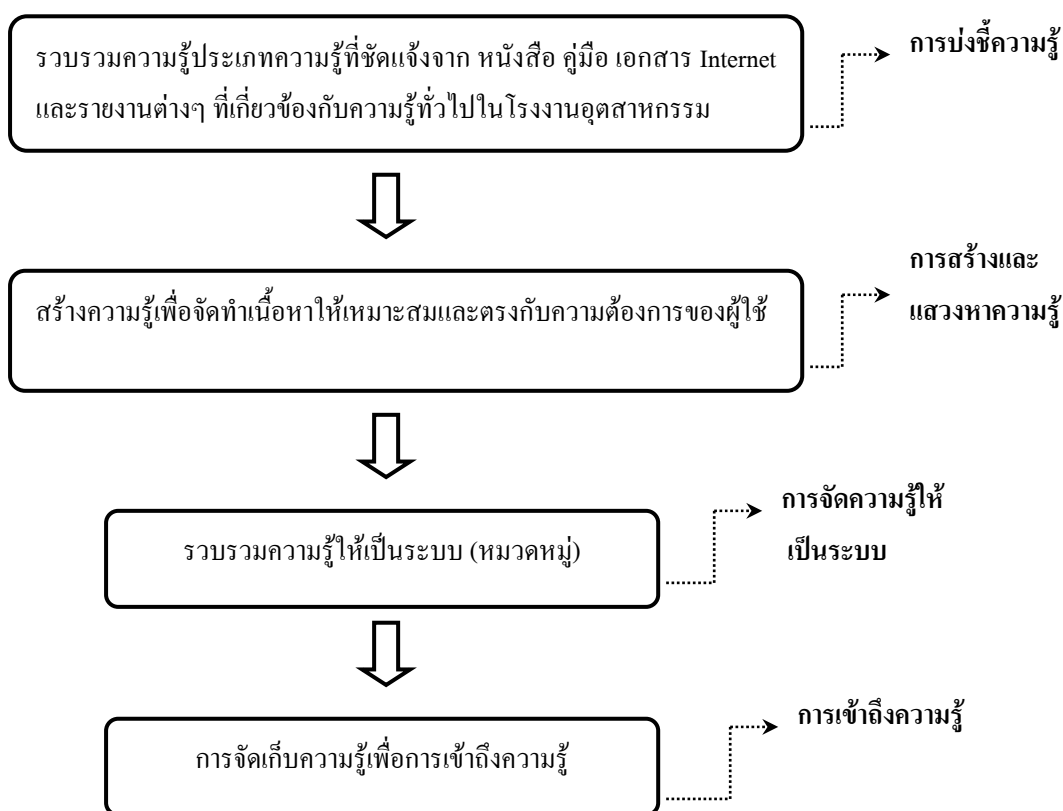 รวบรวมความรู้ประเภทความรู้ที่ชัดแจ้งจาก หนังสือ คู่มือ เอกสาร Internet
และรายงานต่างๆ ที่เกี่ยวข้องกับความรู้ทั่วไปในโรงงานอุตสาหกรรม
การบ่งชี้ความรู้
สร้างความรู้เพื่อจัดทำเนื้อหาให้เหมาะสมและตรงกับความต้องการของผู้ใช้
การสร้างและ
แสวงหาความรู้
รวบรวมความรู้ให้เป็นระบบ (หมวดหมู่)
การจัดความรู้ให้
เป็นระบบ
การจัดเก็บความรู้เพื่อการเข้าถึงความรู้
การเข้าถึงความรู้